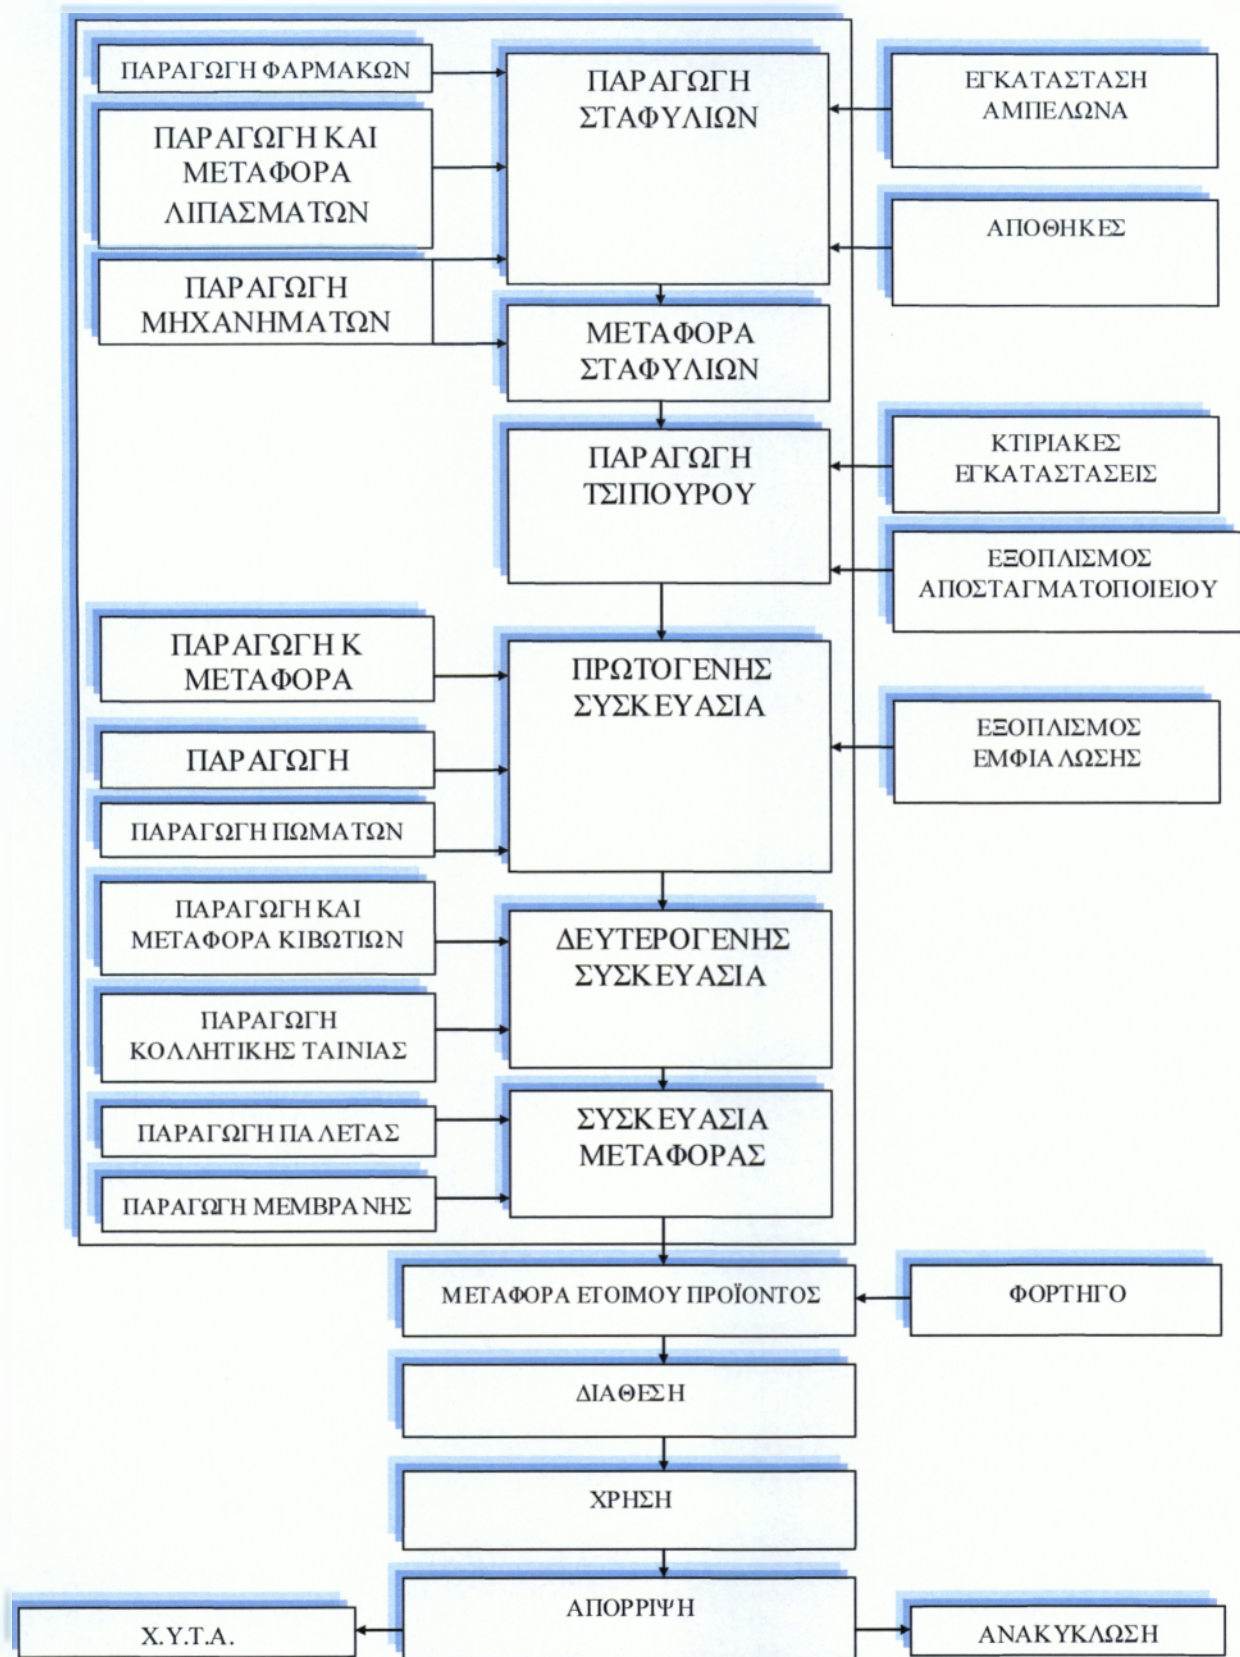 ΠΑΡΑΓΩΓΗ ΦΑΡΜΑΚΩΝ
ΠΑΡΑΓΩΓΗ
ΣΤΑΦΥΛΙΩΝ
ΕΓΚΑΤΑΣΤΑΣΗ
ΑΜΠΕΛΩΝΑ
ΠΑΡΑΓΩΓΗ ΚΑΙ
ΜΕΤΑΦΟΡΑ
ΛΙΠΑΣΜΑΤΩΝ
ΑΠΟΘΗΚΕΣ
ΠΑΡΑΓΩΓΗ
ΜΗΧΑΝΗΜΑΤΩΝ
ΜΕΤΑΦΟΡΑ
ΣΤΑΦΥΛΙΩΝ
ΠΑΡΑΓΩΓΗ
ΤΣΙΠΟΥΡΟΥ
ΚΤΙΡΙΑΚΕΣ
ΕΓΚΑΤΑΣΤΑΣΕΙΣ
ΕΞΟΠΛΙΣΜΟΣ
ΑΠΟΣΤΑΓΜΑΤΟΠΟΙΕΙΟΥ
ΠΑΡΑΓΩΓΗ Κ
ΜΕΤΑΦΟΡΑ
ΠΡΩΤΟΓΕΝΗΣ
ΣΥΣΚΕΥΑΣΙΑ
ΕΞΟΠΛΙΣΜΟΣ
ΕΜΦΙΑΛΩΣΗΣ
ΠΑΡΑΓΩΓΗ
ΠΑΡΑΓΩΓΗ ΠΩΜΑΤΩΝ
ΠΑΡΑΓΩΓΗ ΚΑΙ
ΜΕΤΑΦΟΡΑ ΚΙΒΩΤΙΩΝ
ΔΕΥΤΕΡΟΓΕΝΗΣ
ΣΥΣΚΕΥΑΣΙΑ
ΠΑΡΑΓΩΓΗ
ΚΟΛΛΗΤΙΚΗΣ ΤΑΙΝΙΑΣ
ΠΑΡΑΓΩΓΗ ΠΑΛΕΤΑΣ
ΣΥΣΚΕΥΑΣΙΑ
ΜΕΤΑΦΟΡΑΣ
ΠΑΡΑΓΩΓΗ ΜΕΜΒΡΑΝΗΣ
ΜΕΤΑΦΟΡΑ ΕΤΟΙΜΟΥ ΠΡΟΪΟΝΤΟΣ
ΦΟΡΤΗΓΟ
ΔΙΑΘΕΣΗ
ΧΡΗΣΗ
ΑΠΟΡΡΙΨΗ
Χ.Υ.Τ.Α.
ΑΝΑΚΥΚΛΩΣΗ